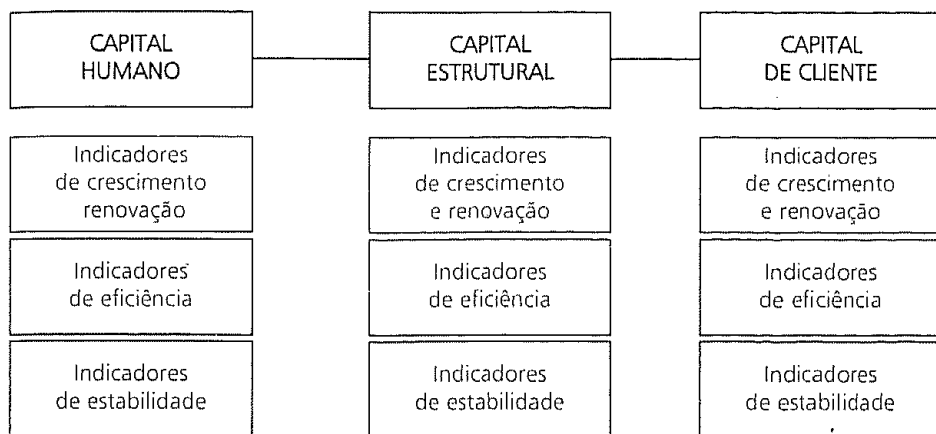 CAPITAL
HUMANO
CAPITAL
ESTRUTURAL
CAPITAL
DE CLIENTE
Indicadores
de crescimento
renovação
Indicadores
de crescimento
e renovação
Indicadores
de crescimento
e renovação
Indicadores
de eficiência
Indicadores
de eficiência
Indicadores
de eficiência
Indicadores
de estabilidade
Indicadores
de estabilidade
Indicadores
de estabilidade